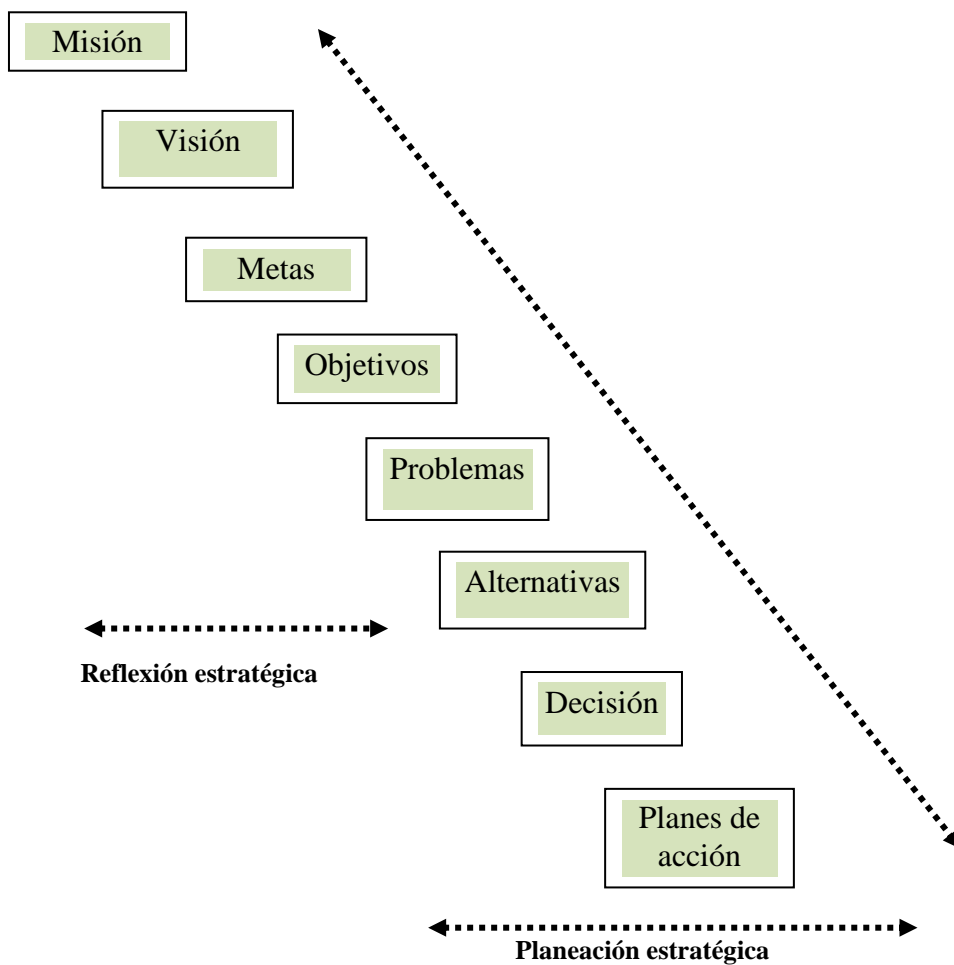 Misión
Visión
Metas
Objetivos
Problemas
Alternativas
Reflexión estratégica
Decisión
Planes de
acción
Planeación estratégica